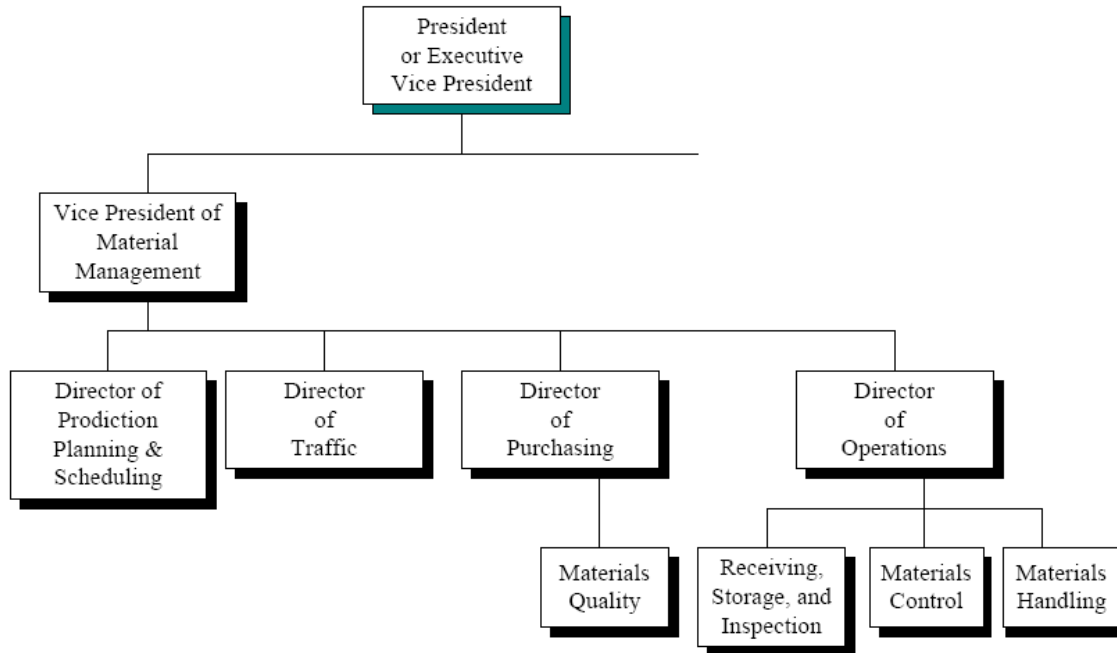 President
or Executive
Vice President
Vice President of
Material
Management
Director of
Prodiction
Planning &
Scheduling
Director
of
Traffic
Director
of
Purchasing
Director
of
Operations
Materials
Quality
Receiving,
Storage, and
Inspection
Materials
Control
Materials
Handling